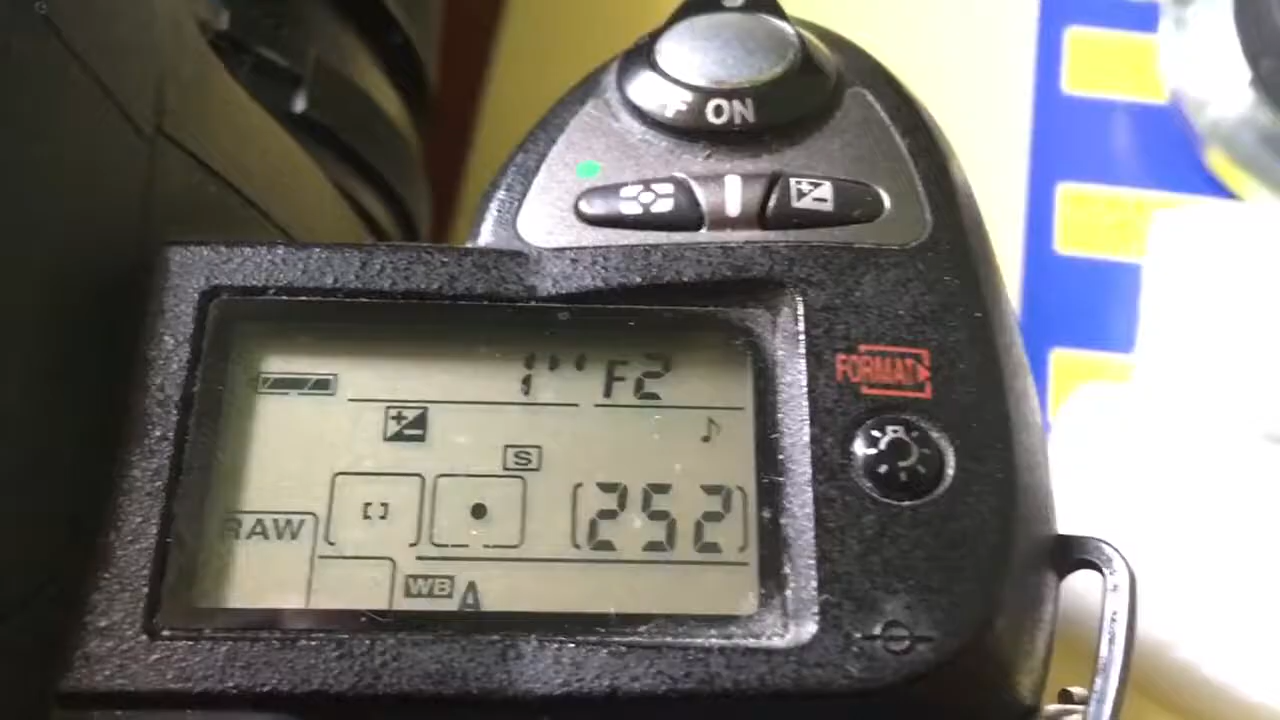 F ON
1" F2
FORMAT
S
[252]
RAW
WB A